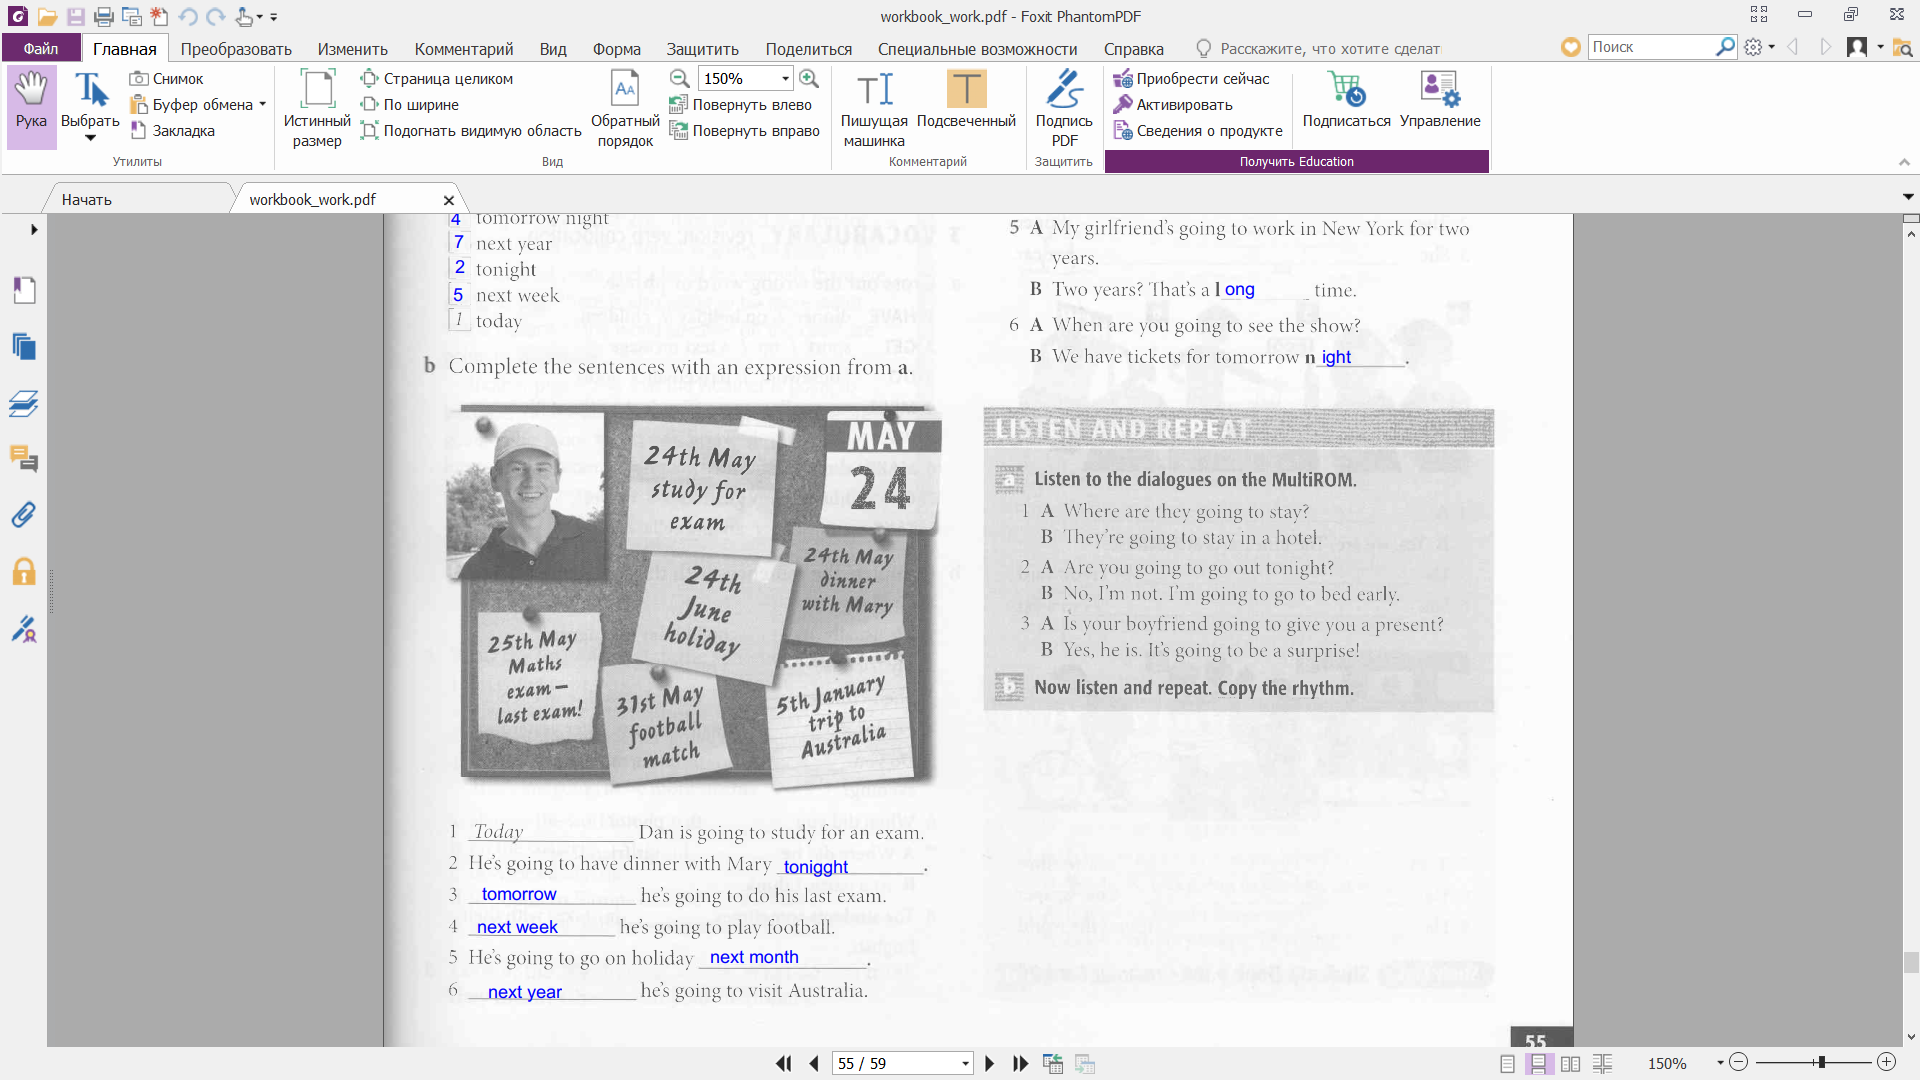 workbook_work.pdf - Foxit PhantomPDF
Файл Главная Преобразовать Изменить Комментарий Вид Форма Защитить Поделиться Специальные возможности Справка Расскажите, что хотите сделать Поиск
Рука
Выбрать
Снимок
Буфер обмена
Закладка
Утилиты
Истинный размер
Страница целиком
По ширине
Подогнать видимую область
Обратный порядок
150%
Повернуть влево
Повернуть вправо
Вид
Пишущая машинка
Подсвеченный
Комментарий
Подпись PDF
Защитить
Приобрести сейчас
Активировать
Сведения о продукте
Подписаться
Управление
Получить Education
Начать
workbook_work.pdf
4 tomorrow night
7 next year
2 tonight
5 next week
1 today
b Complete the sentences with an expression from a.
24th May
study for
exam
MAY
24
24th May
dinner
with Mary
24th
June
holiday
25th May
Maths
exam –
last exam!
31st May
football
match
5th January
trip to
Australia
1 Today Dan is going to study for an exam.
2 He's going to have dinner with Mary tonigght.
3 tomorrow he's going to do his last exam.
4 next week he's going to play football.
5 He's going to go on holiday next month.
6 next year he's going to visit Australia.
5 A My girlfriend's going to work in New York for two
years.
B Two years? That's a long time.
6 A When are you going to see the show?
B We have tickets for tomorrow night.
LISTEN AND REPEAT
a Listen to the dialogues on the MultiROM.
1 A Where are they going to stay?
B They're going to stay in a hotel.
2 A Are you going to go out tonight?
B No, I'm not. I'm going to go to bed early.
3 A Is your boyfriend going to give you a present?
B Yes, he is. It's going to be a surprise!
b Now listen and repeat. Copy the rhythm.
55
55 / 59
150%